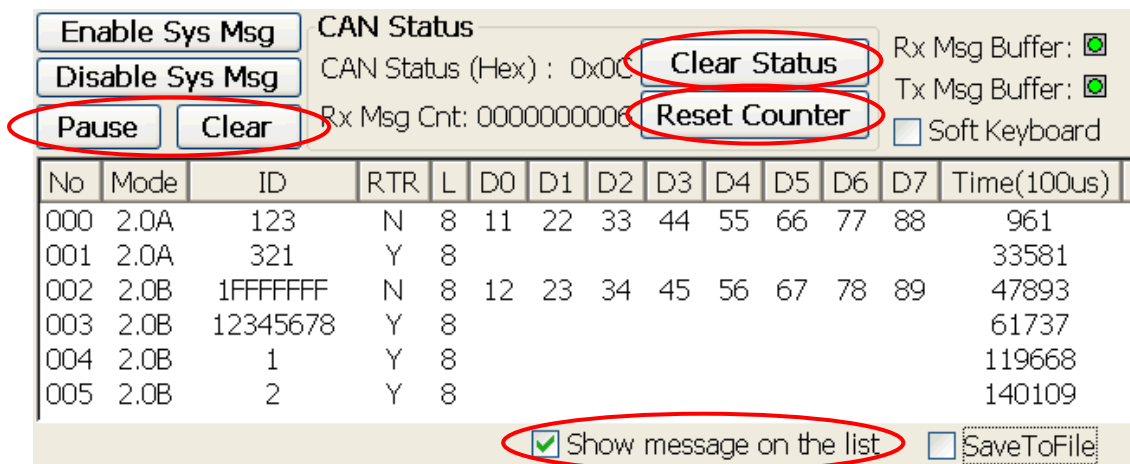 Enable Sys Msg
Disable Sys Msg
Pause Clear
CAN Status
CAN Status (Hex) : 0x0C Clear Status
Rx Msg Cnt: 0000000006 Reset Counter
Rx Msg Buffer:
Tx Msg Buffer:
Soft Keyboard
No Mode ID RTR L D0 D1 D2 D3 D4 D5 D6 D7 Time(100us)
000 2.0A 123 N 8 11 22 33 44 55 66 77 88 961
001 2.0A 321 Y 8 33581
002 2.0B 1FFFFFFF N 8 12 23 34 45 56 67 78 89 47893
003 2.0B 12345678 Y 8 61737
004 2.0B 1 Y 8 119668
005 2.0B 2 Y 8 140109
Show message on the list SaveToFile